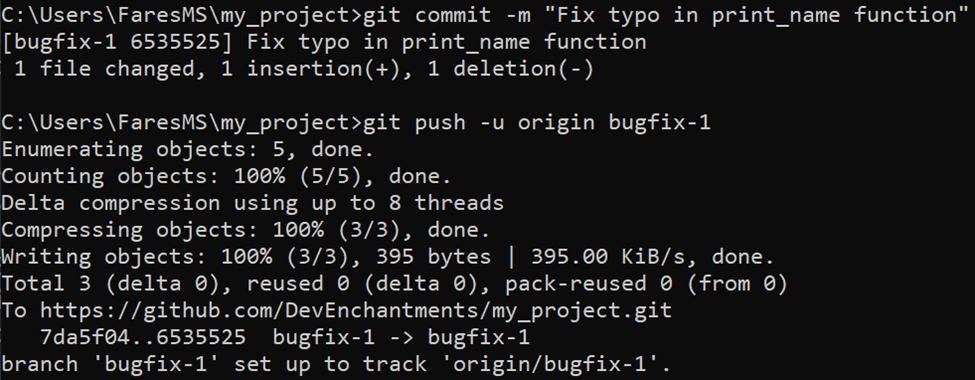 C:\Users\FaresMS\my_project>git commit -m "Fix typo in print_name function"
[bugfix-1 6535525] Fix typo in print_name function
 1 file changed, 1 insertion(+), 1 deletion(-)

C:\Users\FaresMS\my_project>git push -u origin bugfix-1
Enumerating objects: 5, done.
Counting objects: 100% (5/5), done.
Delta compression using up to 8 threads
Compressing objects: 100% (3/3), done.
Writing objects: 100% (3/3), 395 bytes | 395.00 KiB/s, done.
Total 3 (delta 0), reused 0 (delta 0), pack-reused 0 (from 0)
To https://github.com/DevEnchantments/my_project.git
   7da5f04..6535525  bugfix-1 -> bugfix-1
branch 'bugfix-1' set up to track 'origin/bugfix-1'.